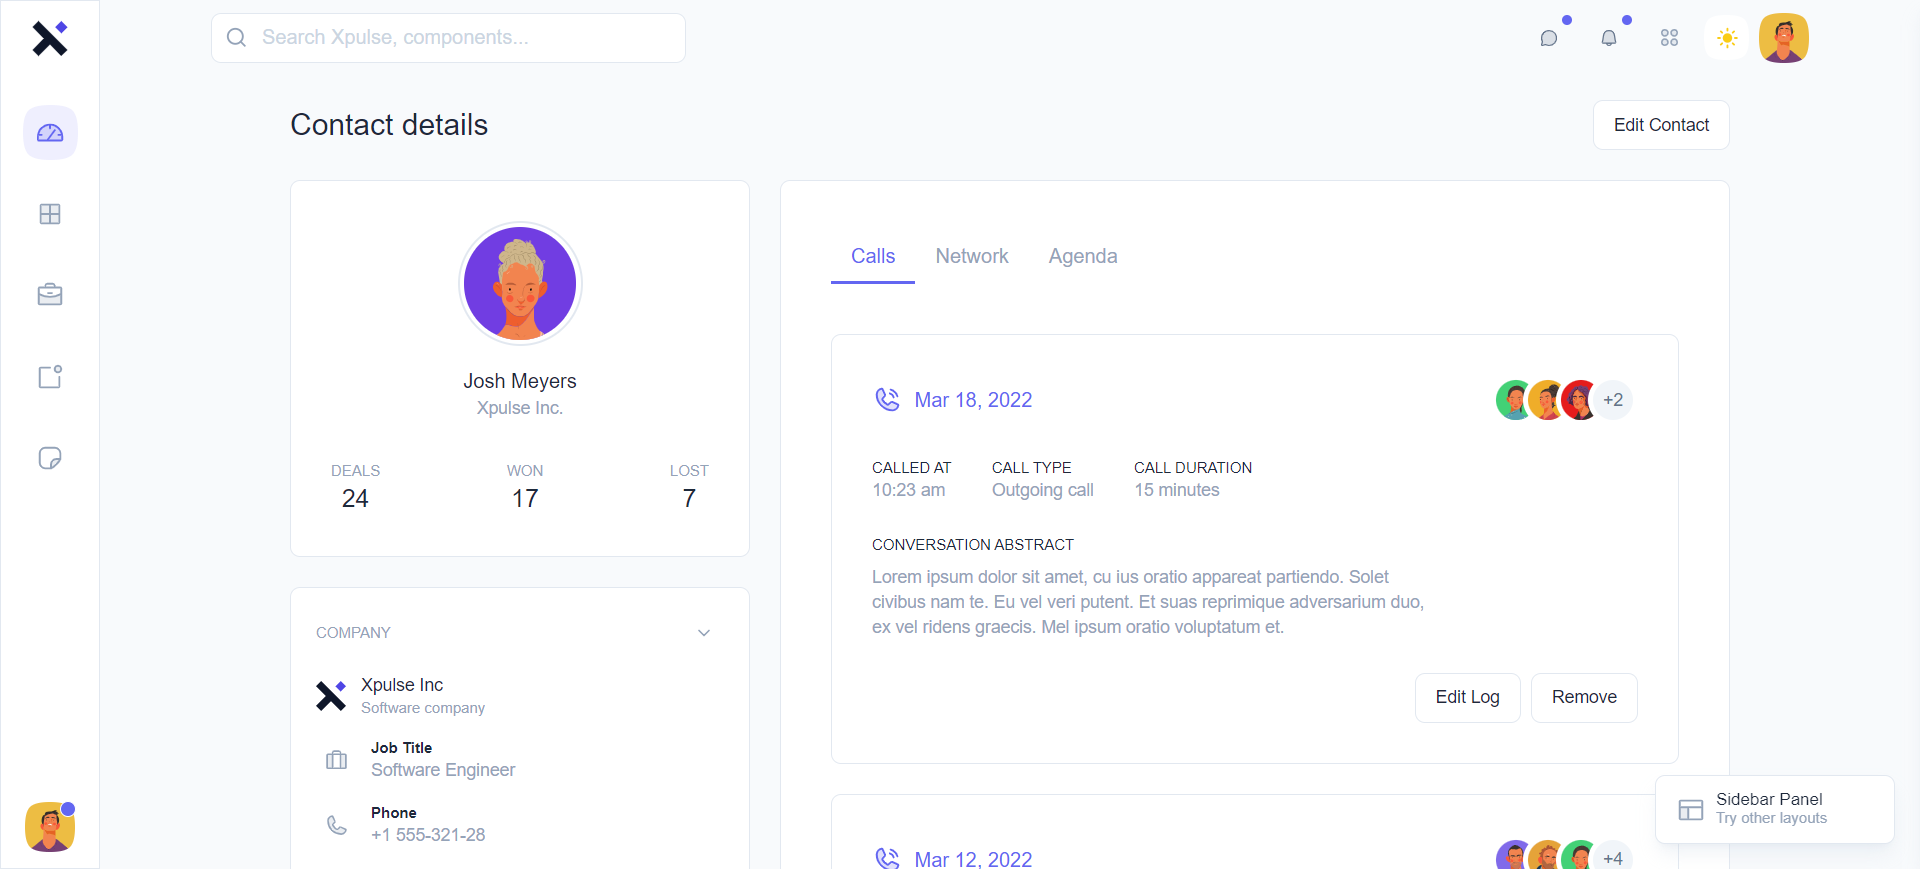 Search Xpulse, components...
Contact details
Edit Contact
Josh Meyers
Xpulse Inc.
DEALS WON LOST
24 17 7
COMPANY
Xpulse Inc
Software company
Job Title
Software Engineer
Phone
+1 555-321-28
Calls Network Agenda
Mar 18, 2022
+2
CALLED AT CALL TYPE CALL DURATION
10:23 am Outgoing call 15 minutes
CONVERSATION ABSTRACT
Lorem ipsum dolor sit amet, cu ius oratio appareat partiendo. Solet
civibus nam te. Eu vel veri putent. Et suas reprimique adversarium duo,
ex vel ridens graecis. Mel ipsum oratio voluptatum et.
Edit Log Remove
Mar 12, 2022
+4
Sidebar Panel
Try other layouts